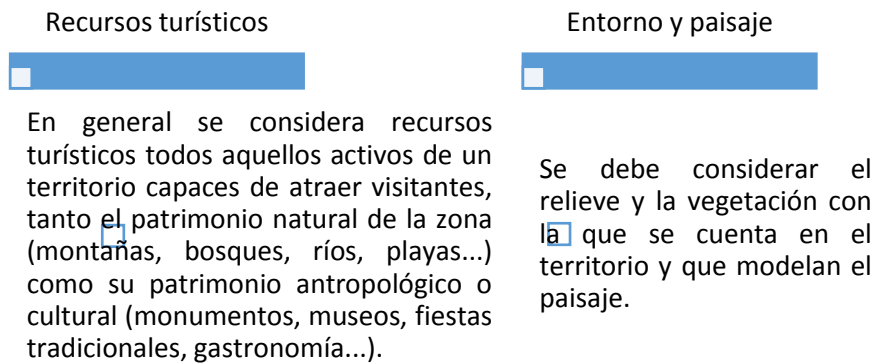 Recursos turísticos
En general se considera recursos
turísticos todos aquellos activos de un
territorio capaces de atraer visitantes,
tanto el patrimonio natural de la zona
(montañas, bosques, ríos, playas...)
como su patrimonio antropológico o
cultural (monumentos, museos, fiestas
tradicionales, gastronomía...).
Entorno y paisaje
Se debe considerar el
relieve y la vegetación con
la que se cuenta en el
territorio y que modelan el
paisaje.